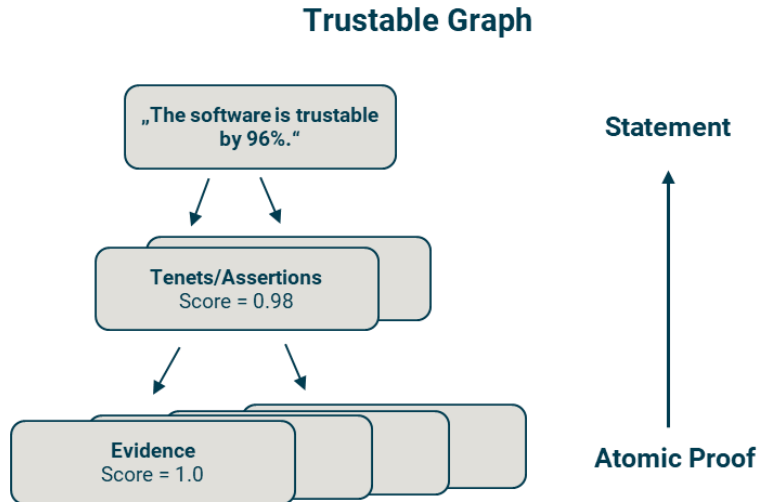 Trustable Graph
„The software is trustable
by 96%.“
Statement
Tenets/Assertions
Score = 0.98
Evidence
Score = 1.0
Atomic Proof